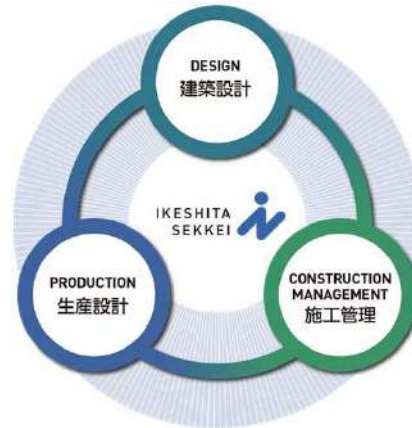 DESIGN
建築設計
IKESHITA
SEKKEI
PRODUCTION
生産設計
CONSTRUCTION
MANAGEMENT
施工管理